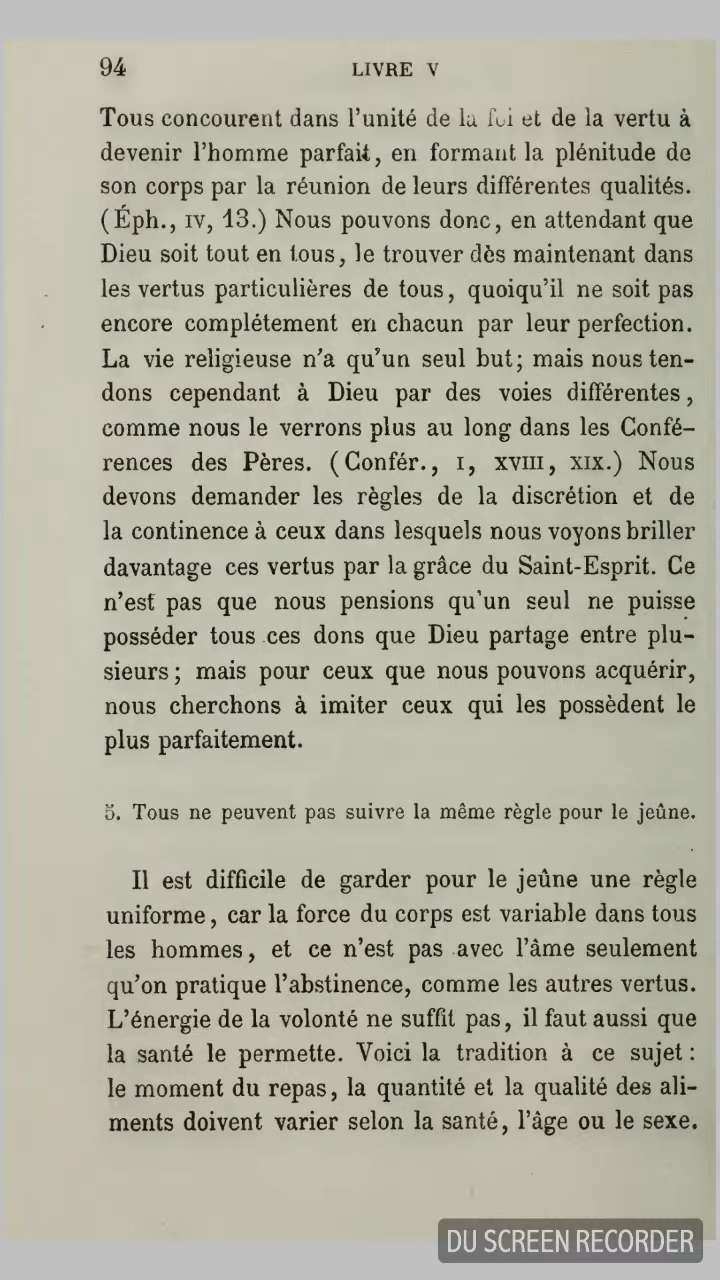 94
LIVRE V
Tous concourent dans l'unité de la foi et de la vertu à
devenir l'homme parfait, en formant la plénitude de
son corps par la réunion de leurs différentes qualités.
(Éph., IV, 13.) Nous pouvons donc, en attendant que
Dieu soit tout en tous, le trouver dès maintenant dans
les vertus particulières de tous, quoiqu'il ne soit pas
encore complétement en chacun par leur perfection.
La vie religieuse n'a qu'un seul but; mais nous ten-
dons cependant à Dieu par des voies différentes,
comme nous le verrons plus au long dans les Confé-
rences des Pères. (Confér., I, XVIII, XIX.) Nous
devons demander les règles de la discrétion et de
la continence à ceux dans lesquels nous voyons briller
davantage ces vertus par la grâce du Saint-Esprit. Ce
n'est pas que nous pensions qu'un seul ne puisse
posséder tous ces dons que Dieu partage entre plu-
sieurs; mais pour ceux que nous pouvons acquérir,
nous cherchons à imiter ceux qui les possèdent le
plus parfaitement.
5. Tous ne peuvent pas suivre la même règle pour le jeûne.
Il est difficile de garder pour le jeûne une règle
uniforme, car la force du corps est variable dans tous
les hommes, et ce n'est pas avec l'âme seulement
qu'on pratique l'abstinence, comme les autres vertus.
L'énergie de la volonté ne suffit pas, il faut aussi que
la santé le permette. Voici la tradition à ce sujet:
le moment du repas, la quantité et la qualité des ali-
ments doivent varier selon la santé, l'âge ou le sexe.
DU SCREEN RECORDER